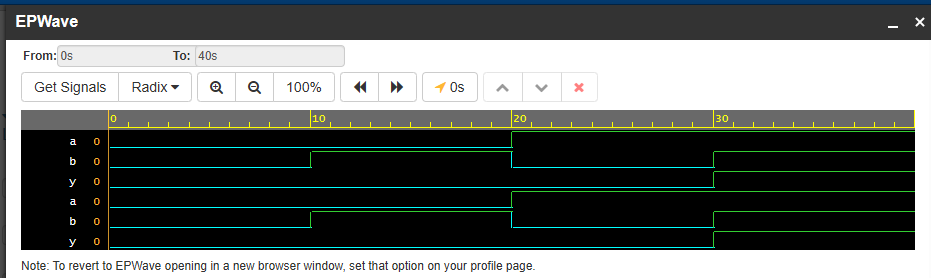 EPWave
From: 0s To: 40s
Get Signals Radix 100% 0s
0 10 20 30
a 0
b 0
y 0
a 0
b 0
y 0
Note: To revert to EPWave opening in a new browser window, set that option on your profile page.